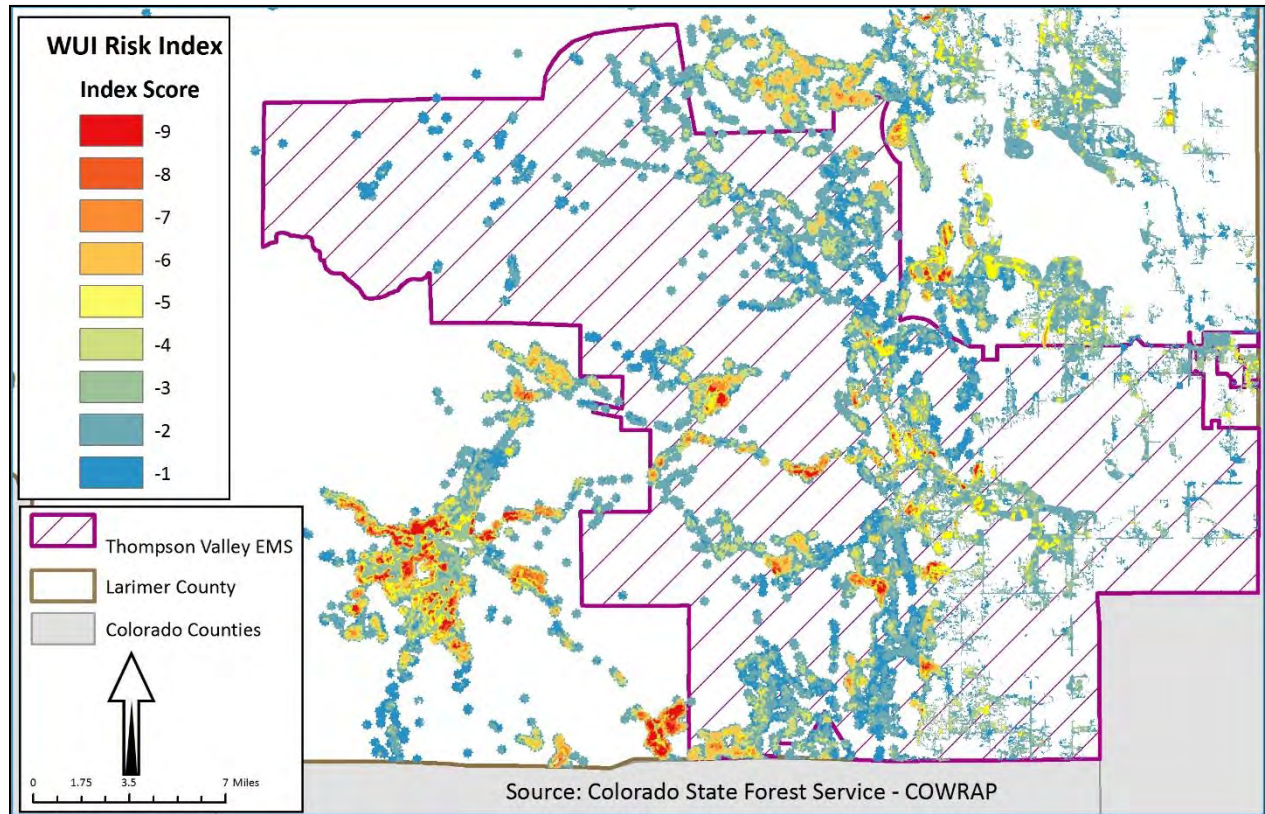 WUI Risk Index
Index Score
-9
-8
-7
-6
-5
-4
-3
-2
-1
Thompson Valley EMS
Larimer County
Colorado Counties
0 1.75 3.5 7 Miles
Source: Colorado State Forest Service - COWRAP